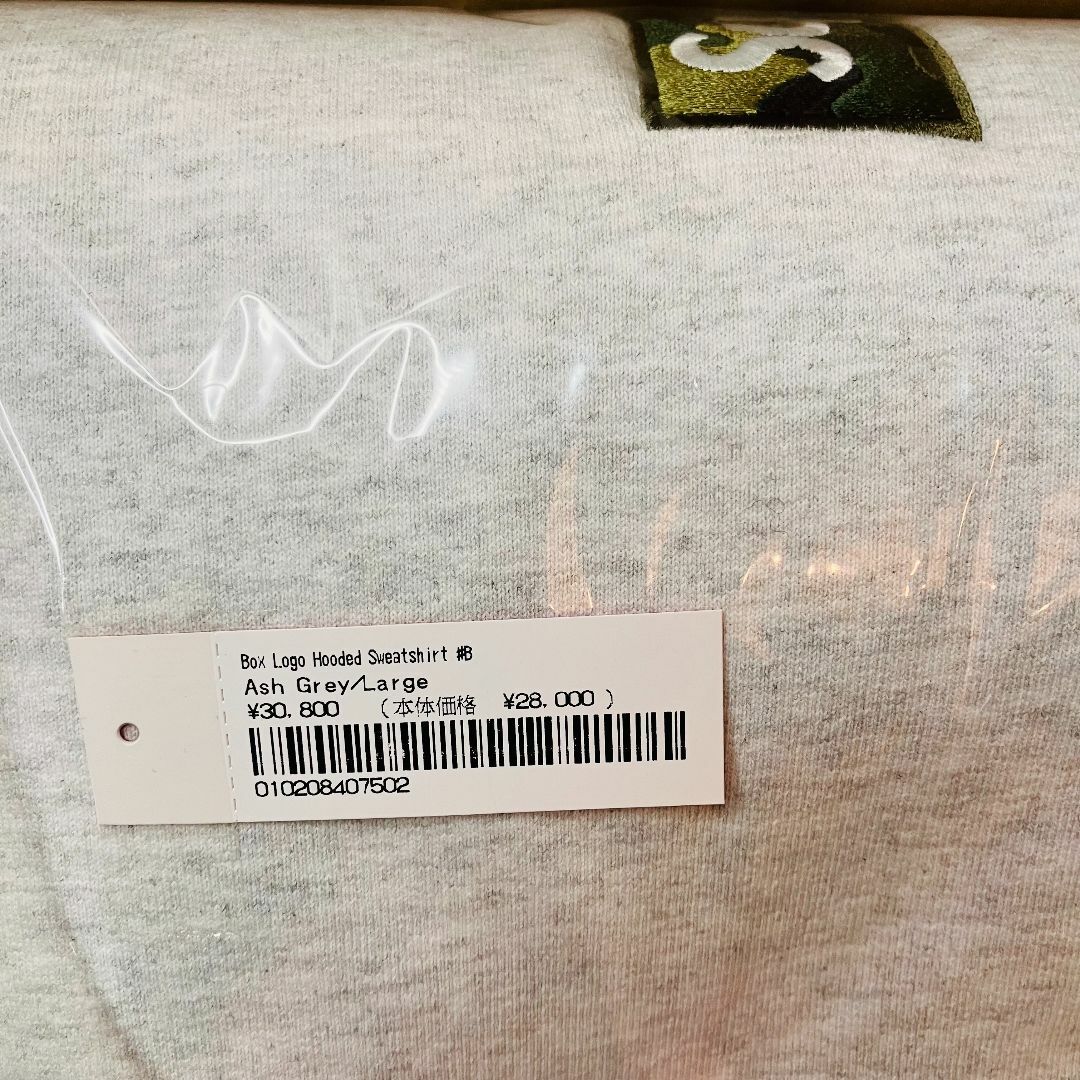 S
Box Logo Hooded Sweatshirt #B
Ash Grey/Large
¥30,800 (本体価格 ¥28,000 )
010208407502